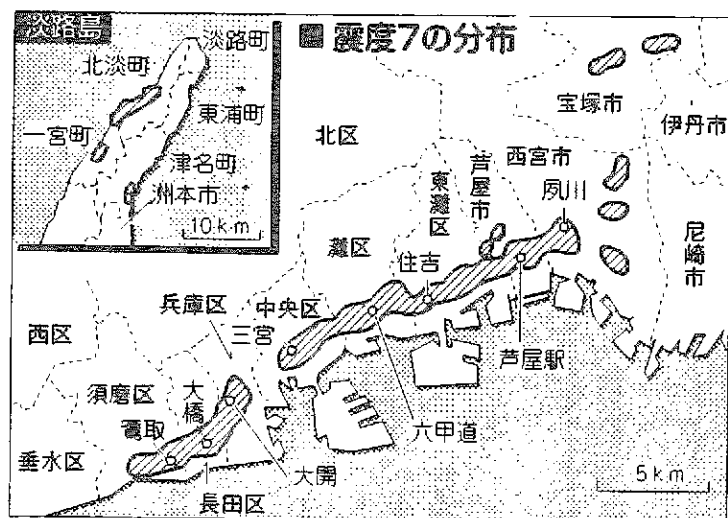 淡路島
■ 震度7の分布
淡路町
北淡町
東浦町
一宮町
津名町
洲本市
10km
宝塚市
伊丹市
北区
西宮市
芦屋市
夙川
東灘区
尼崎市
灘区
住吉
兵庫区
中央区
三宮
西区
芦屋駅
須磨区
大橋
鷹取
六甲道
垂水区
大開
長田区
5km